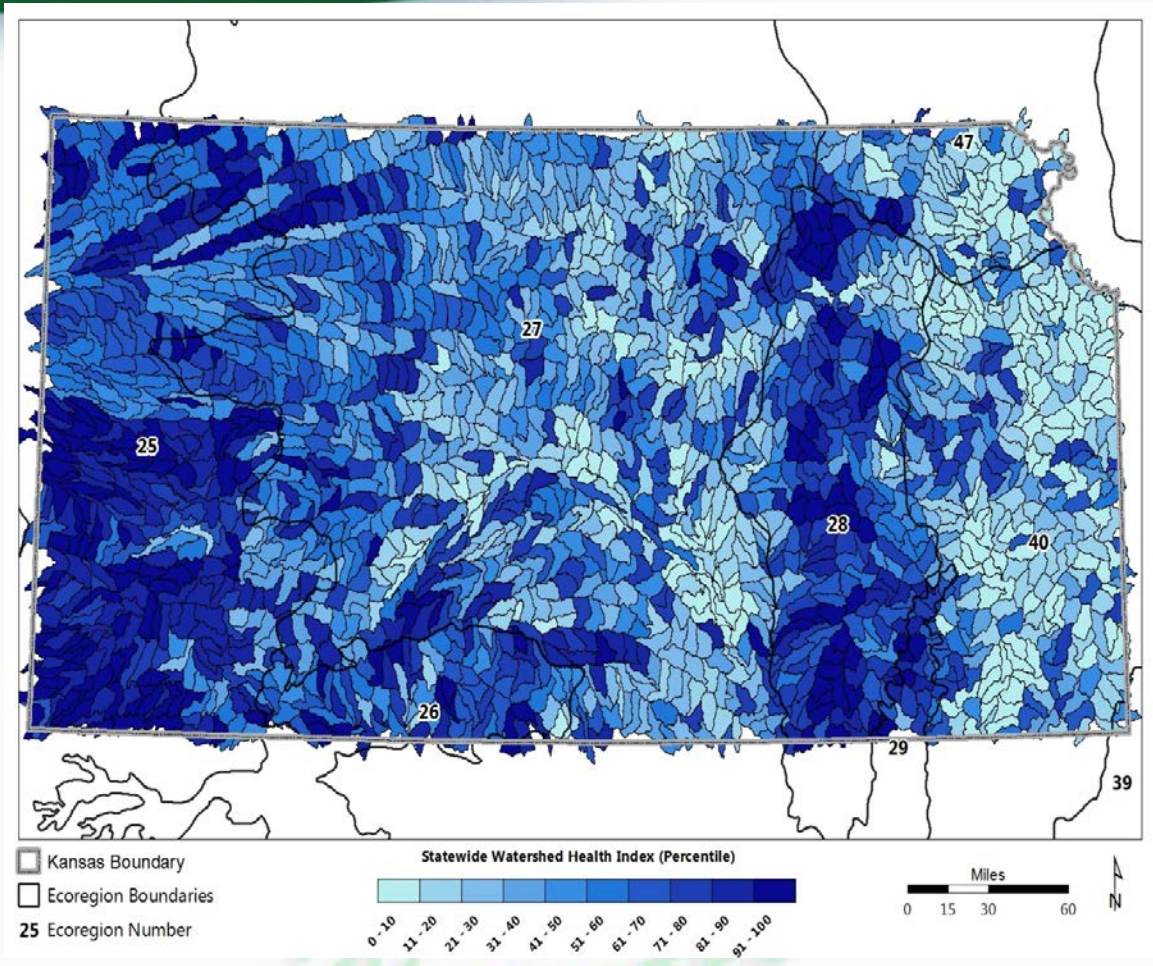 47
27
25
28
40
26
29
39
Kansas Boundary
Ecoregion Boundaries
25 Ecoregion Number
Statewide Watershed Health Index (Percentile)
0 - 10
11 - 20
21 - 30
31 - 40
41 - 50
51 - 60
61 - 70
71 - 80
81 - 90
91 - 100
Miles
0 15 30 60
N